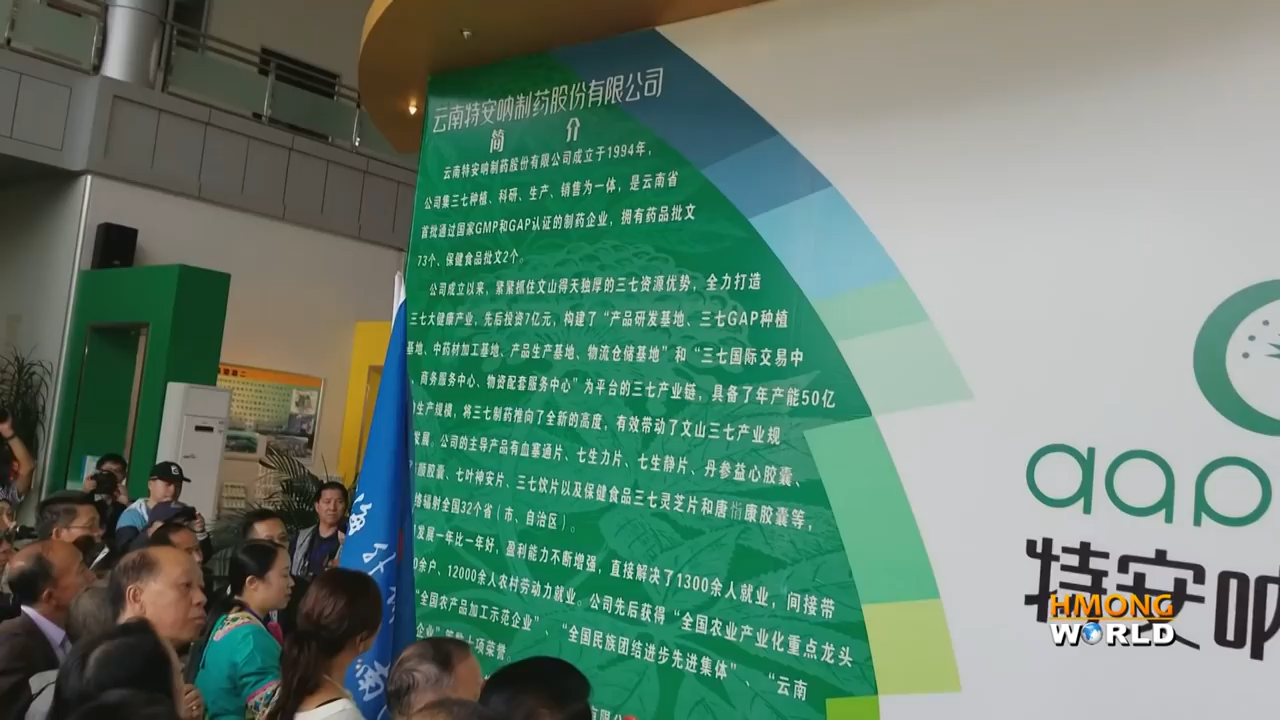 云南特安呐制药股份有限公司
简 介
云南特安呐制药股份有限公司成立于1994年，
公司集三七种植、科研、生产、销售为一体，是云南省
首批通过国家GMP和GAP认证的制药企业，拥有药品批文
73个、保健食品批文2个。
公司成立以来，紧紧抓住文山得天独厚的三七资源优势，全力打造
三七大健康产业，先后投资7亿元，构建了“产品研发基地、三七GAP种植
基地、中药材加工基地、产品生产基地、物流仓储基地”和“三七国际交易中
、商务服务中心、物资配套服务中心”为平台的三七产业链，具备了年产能50亿
生产规模，将三七制药推向了全新的高度，有效带动了文山三七产业规
发展。公司的主导产品有血塞通片、七生力片、七生静片、丹参益心胶囊、
颜胶囊、七叶神安片、三七饮片以及保健食品三七灵芝片和唐 康胶囊等，
络辐射全国32个省（市、自治区）。
发展一年比一年好，盈利能力不断增强，直接解决了1300余人就业，间接带
0余户、12000余人农村劳动力就业。公司先后获得“全国农业产业化重点龙头
“全国农产品加工示范企业”、“全国民族团结进步先进集体”、“云南
企业” 十项荣誉。
有限公
aap
特安呐
HMONG
WORLD